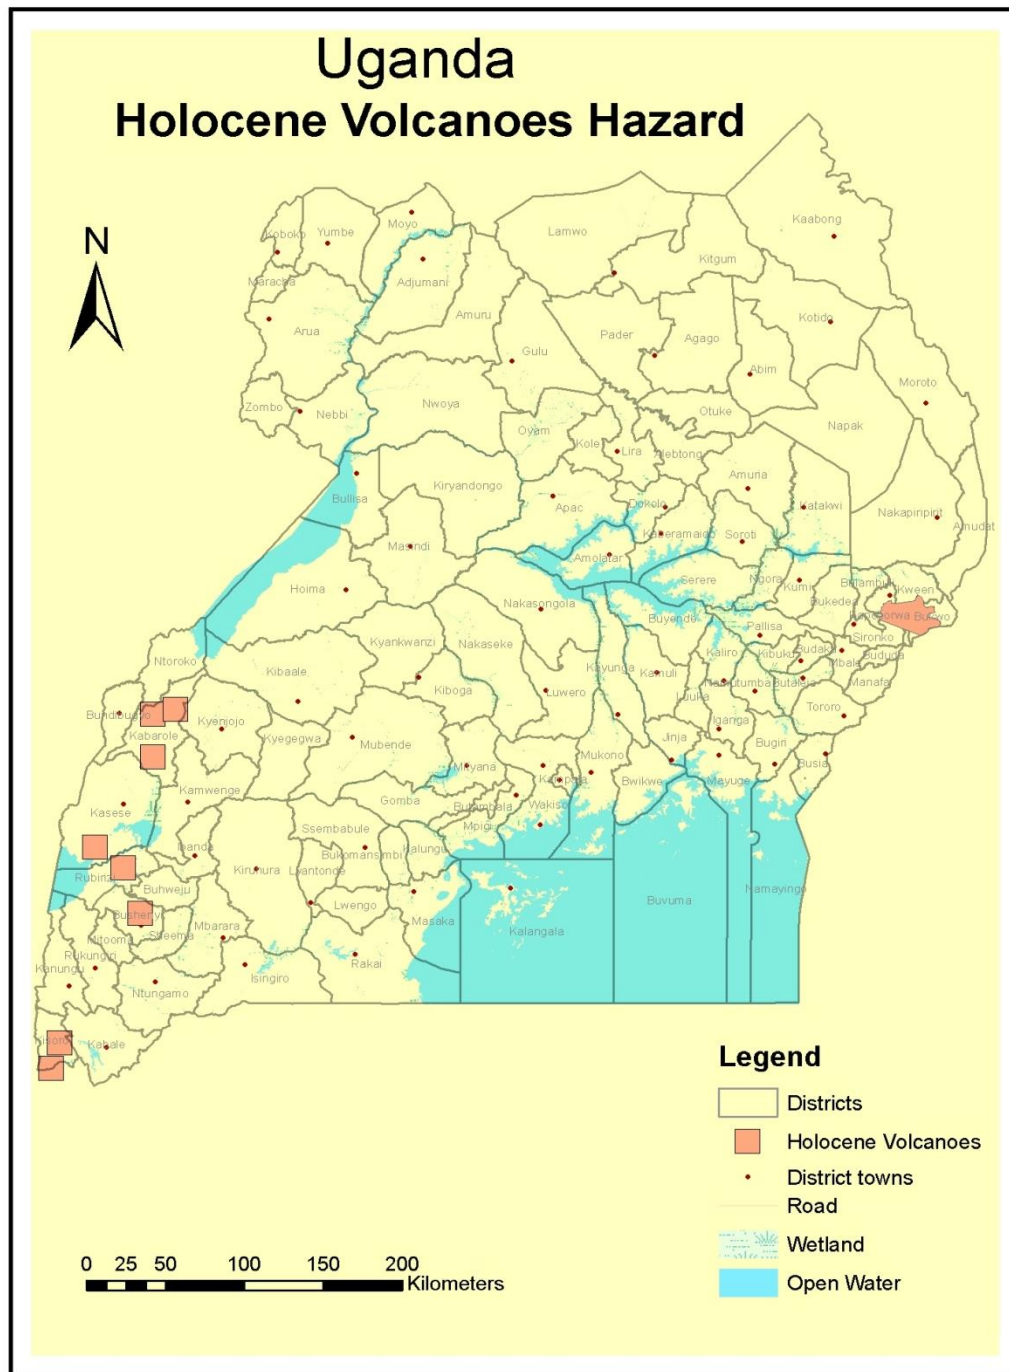 Uganda
Holocene Volcanoes Hazard
N
Kaabong
Moyo
Lamwo
Koboko
Yumbe
Kitgum
Maracha
Adjumani
Amuru
Kotido
Arua
Pader
Agago
Gulu
Abim
Moroto
Zombo
Nebbi
Nwoya
Otuke
Napak
Oyam
Kole
Lira
Alebtong
Amuria
Kiryandongo
Bullisa
Apac
Dokolo
Katakwi
Nakapiripirit
Amudat
Kaberamaido
Soroti
Masindi
Amolatar
Serere
Ngora
Kumi
Bulambuli
Kween
Hoima
Nakasongola
Bukedea
Buyende
Kapchorwa
Bukwo
Pallisa
Sironko
Kyankwanzi
Nakaseke
Kaliro
Kibuku
Budaka
Bududa
Mbale
Ntoroko
Kibaale
Kayunga
Kamuli
Kiboga
Luwero
Luuka
Namutumba
Butaleja
Manafa
Bundibugyo
Kyenjojo
Tororo
Kabarole
Kyegegwa
Mubende
Iganga
Jinja
Bugiri
Mukono
Busia
Mityana
Kampala
Bwikwe
Mayuge
Kasese
Kamwenge
Gomba
Butambala
Wakiso
Mpigi
Ssembabule
Ibanda
Bukomansimbi
Kalungu
Kiruhura
Lyantonde
Rubirizi
Buhweju
Lwengo
Buvuma
Namayingo
Bushenyi
Mbarara
Masaka
Kalangala
Mitooma
Sheema
Rukungiri
Kanungu
Isingiro
Rakai
Ntungamo
Kisoro
Kabale
Legend
Districts
Holocene Volcanoes
District towns
Road
Wetland
Open Water
0 25 50 100 150 200
Kilometers